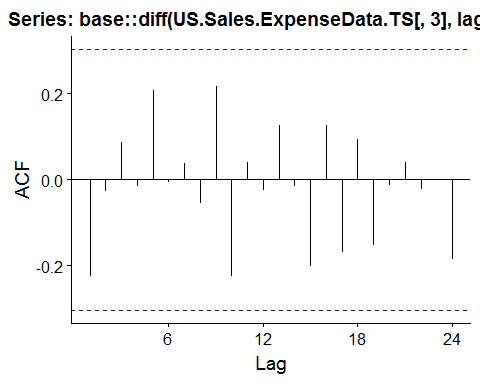 Series: base::diff(US.Sales.ExpenseData.TS[, 3], lag
0.2
0.0
-0.2
ACF
6 12 18 24
Lag